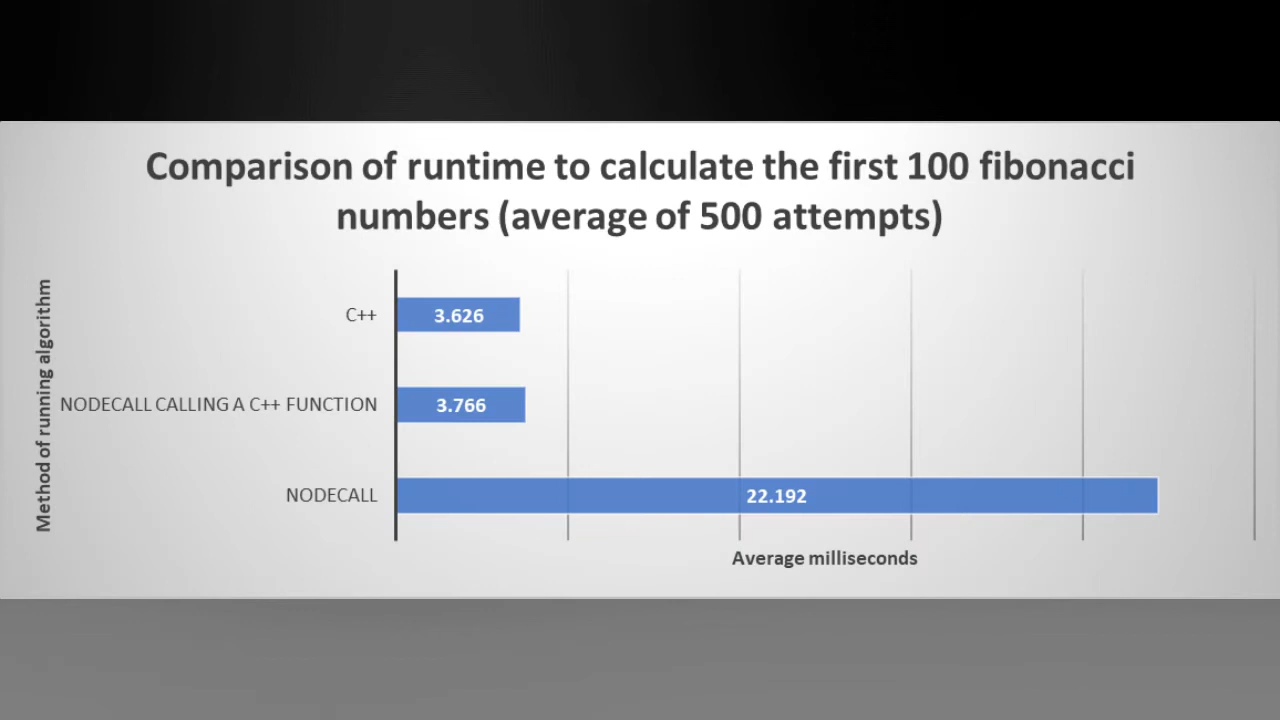 Comparison of runtime to calculate the first 100 fibonacci
numbers (average of 500 attempts)
Method of running algorithm
C++
3.626
NODECALL CALLING A C++ FUNCTION
3.766
NODECALL
22.192
Average milliseconds